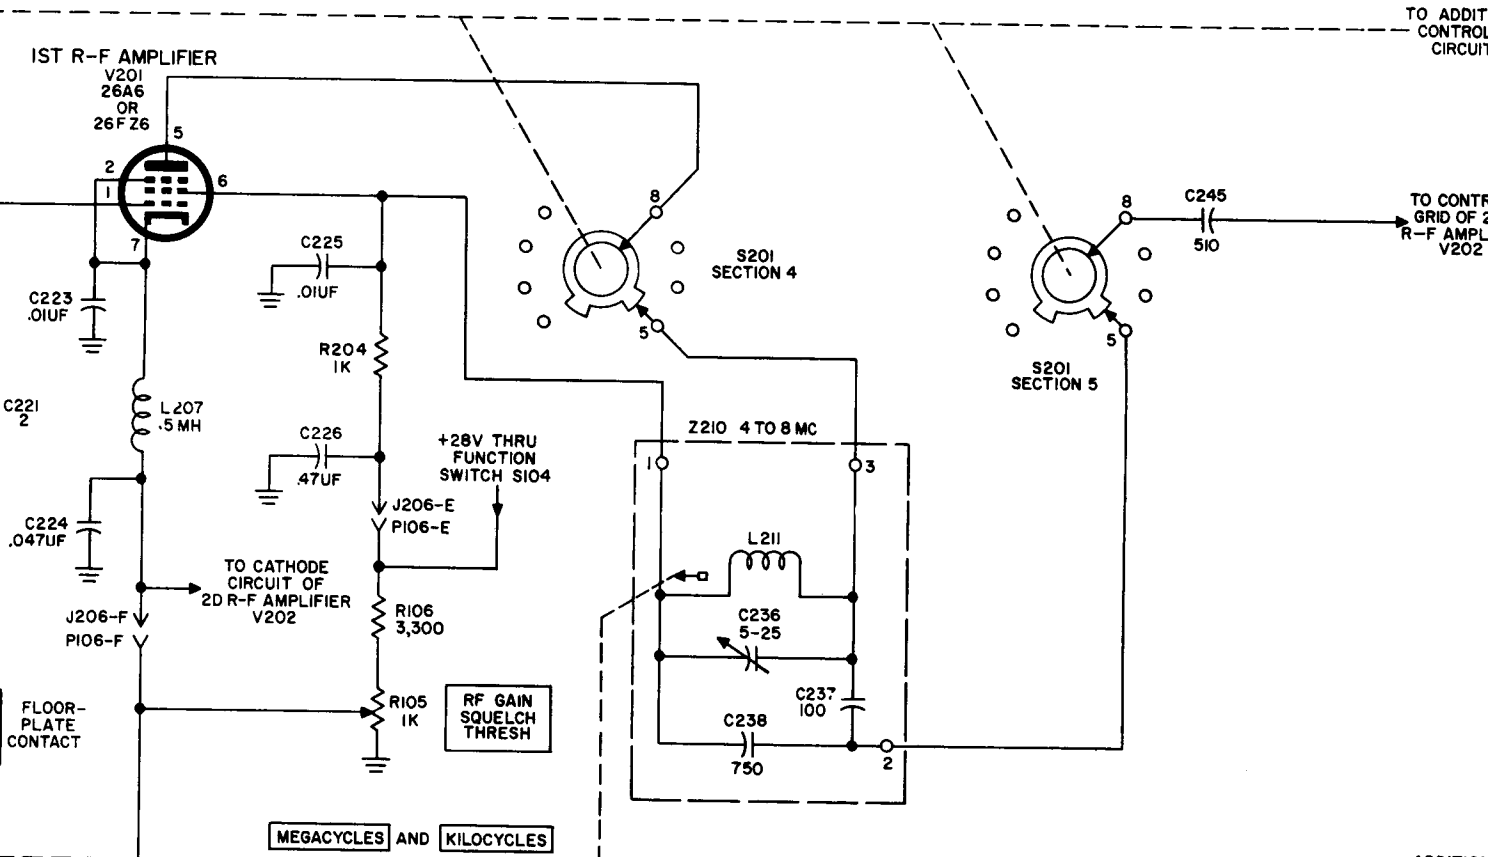 TO ADDIT
CONTROL
CIRCUIT
1ST R-F AMPLIFIER
V201
26A6
OR
26FZ6
5
2
1
6
7
C223
.01UF
C225
.01UF
R204
1K
8
S201
SECTION 4
5
8
C245
510
TO CONTR
GRID OF 2
R-F AMPL
V202
5
S201
SECTION 5
C221
2
L207
.5MH
C226
.47UF
+28V THRU
FUNCTION
SWITCH S104
J206-E
P106-E
C224
.047UF
TO CATHODE
CIRCUIT OF
2D R-F AMPLIFIER
V202
J206-F
P106-F
R106
3,300
R105
1K
RF GAIN
SQUELCH
THRESH
FLOOR-
PLATE
CONTACT
Z210 4 TO 8 MC
1
3
L211
C236
5-25
C237
100
C238
750
2
MEGACYCLES AND KILOCYCLES